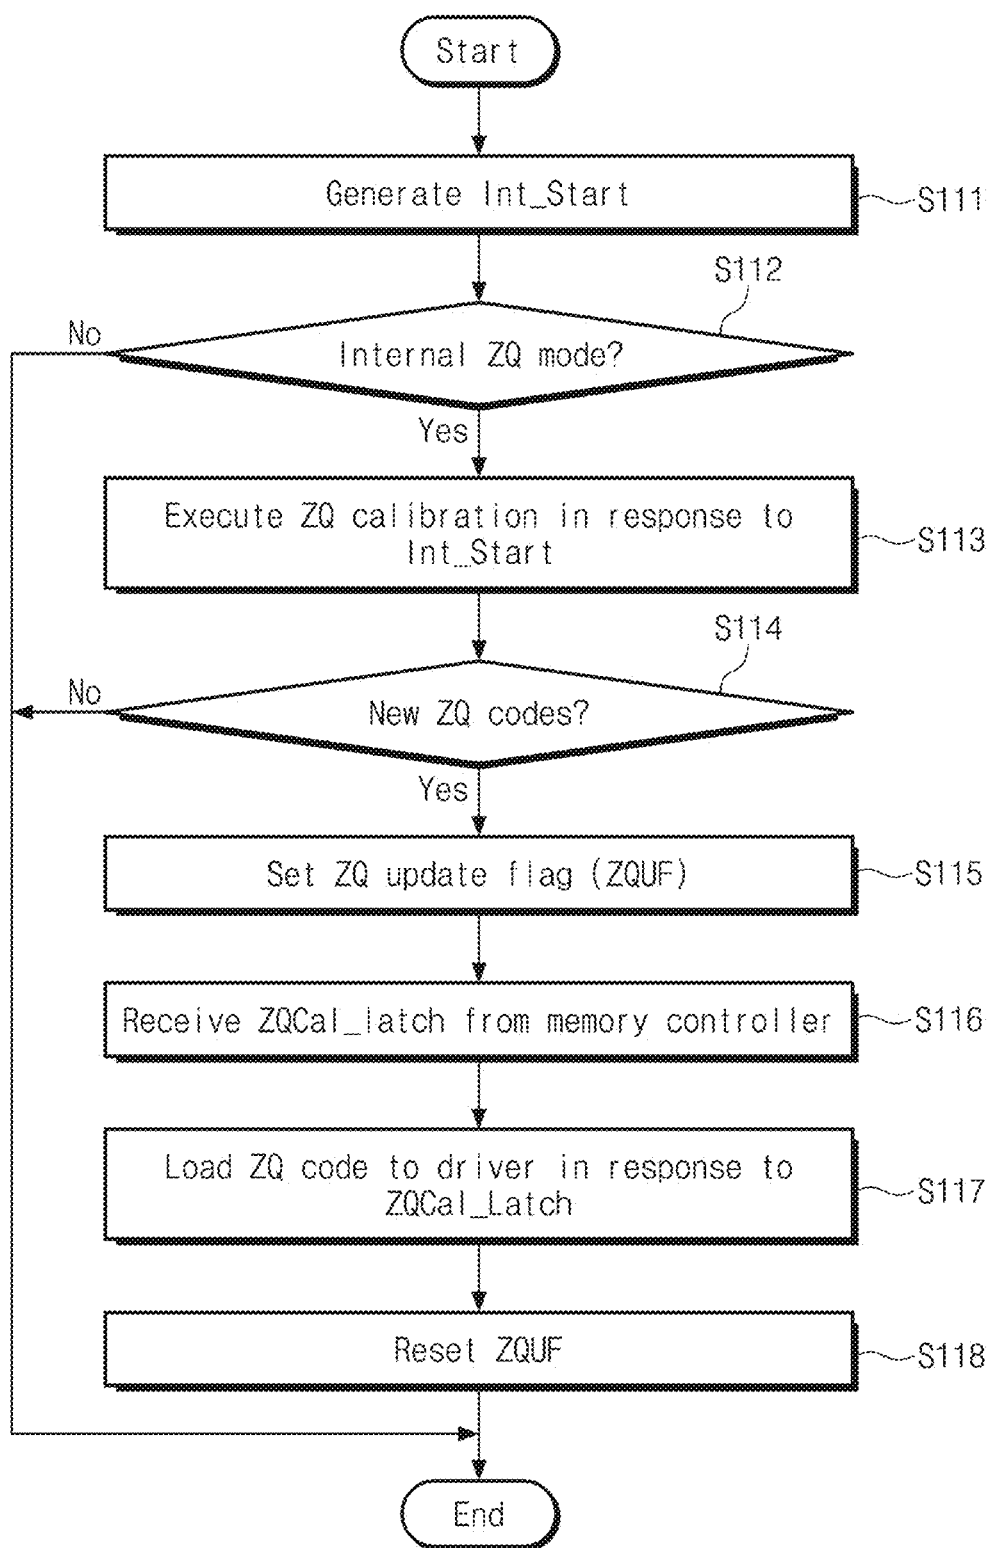 Start
Generate Int_Start
S111
S112
No
Internal ZQ mode?
Yes
Execute ZQ calibration in response to
Int_Start
S113
S114
No
New ZQ codes?
Yes
Set ZQ update flag (ZQUF)
S115
Receive ZQCal_latch from memory controller
S116
Load ZQ code to driver in response to
ZQCal_Latch
S117
Reset ZQUF
S118
End